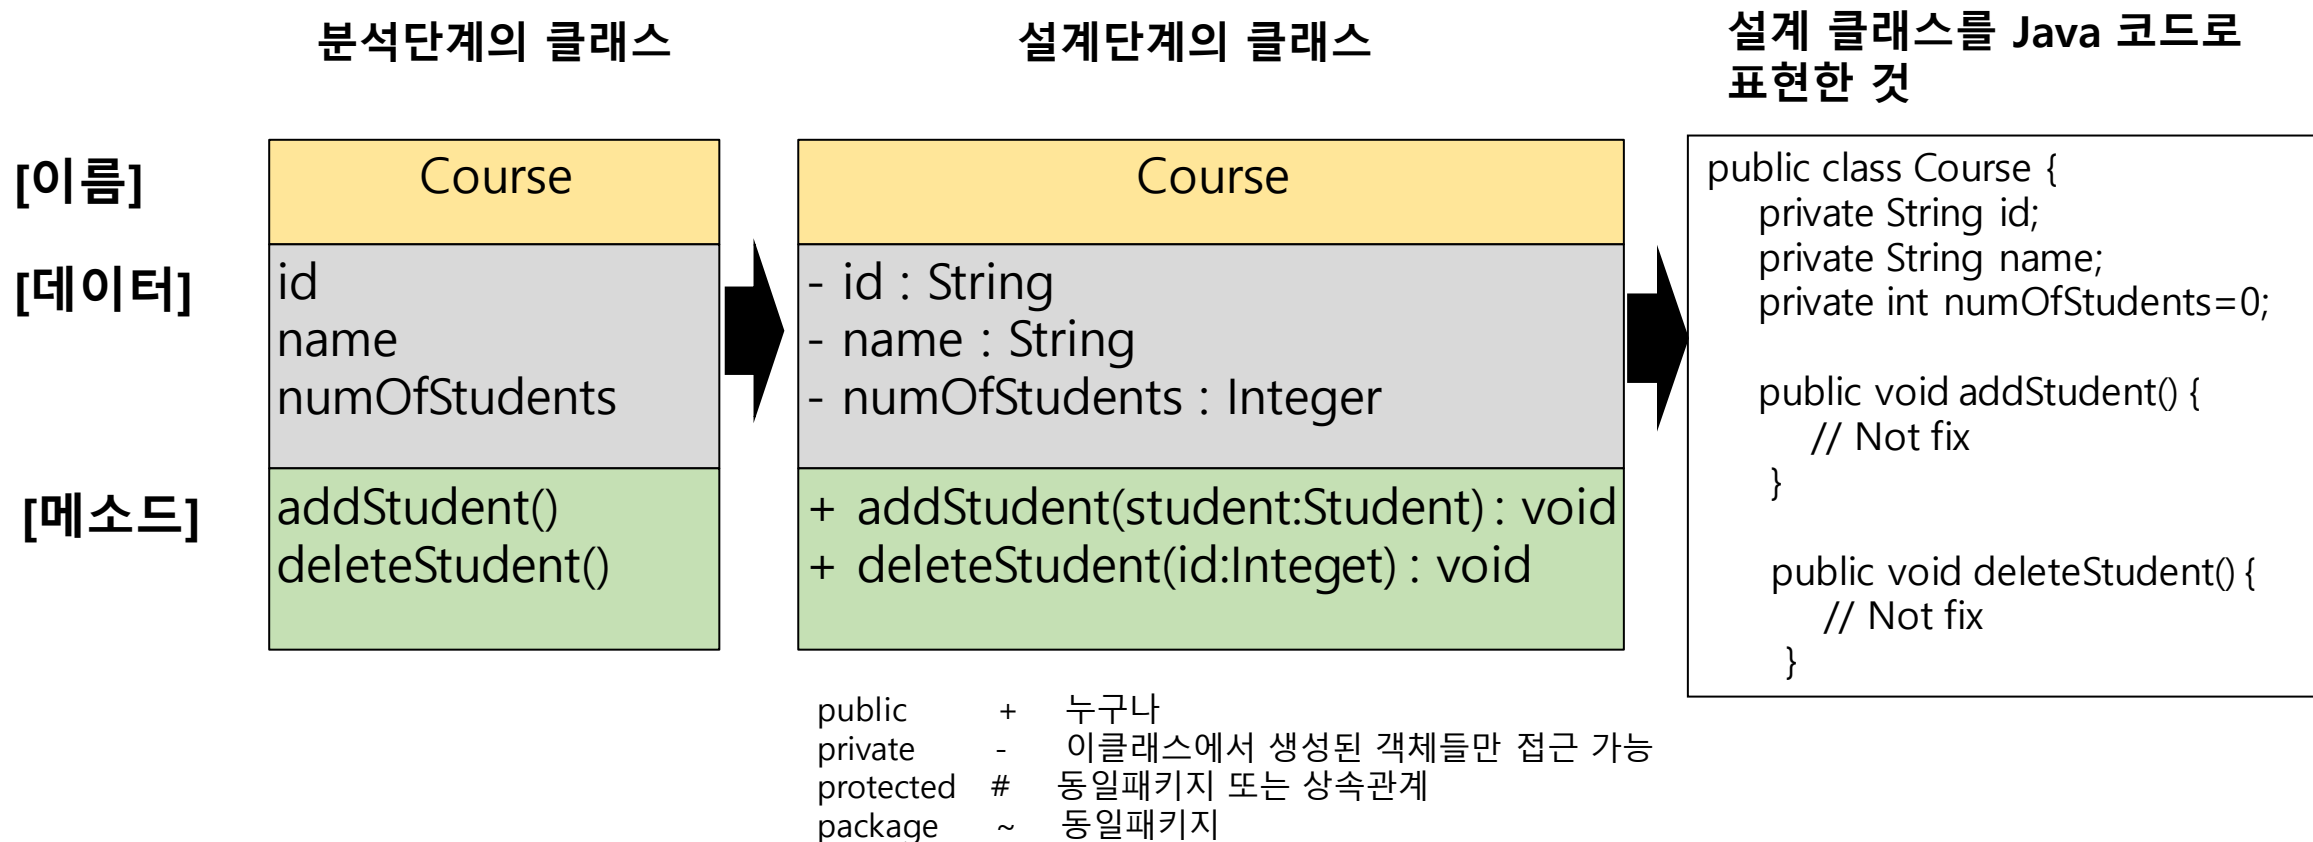 분석단계의 클래스
설계단계의 클래스
설계 클래스를 Java 코드로
표현한 것
[이름]
[데이터]
[메소드]
Course
id
name
numOfStudents
addStudent()
deleteStudent()
Course
- id : String
- name : String
- numOfStudents : Integer
+ addStudent(student:Student) : void
+ deleteStudent(id:Integet) : void
public class Course {
private String id;
private String name;
private int numOfStudents=0;
public void addStudent() {
// Not fix
}
public void deleteStudent() {
// Not fix
}
public + 누구나
private - 이클래스에서 생성된 객체들만 접근 가능
protected # 동일패키지 또는 상속관계
package ~ 동일패키지